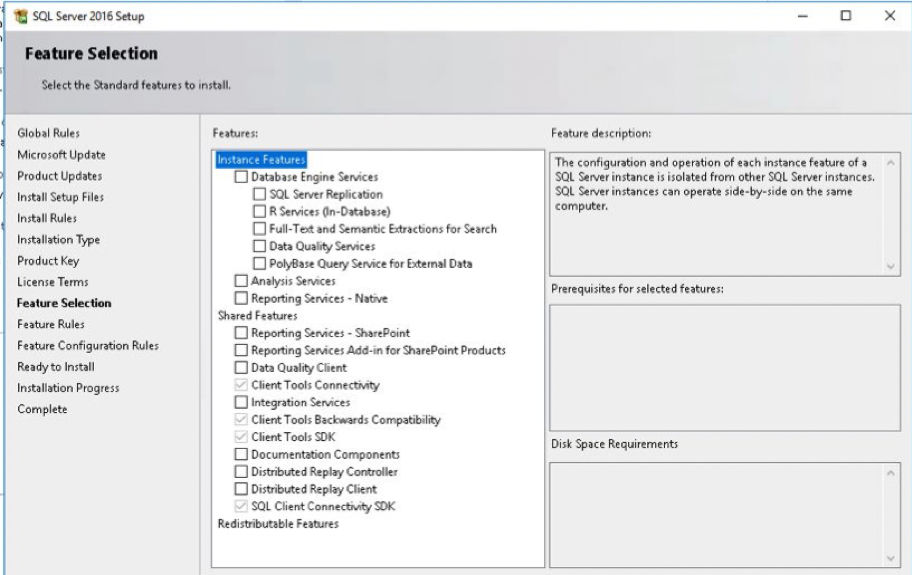 SQL Server 2016 Setup
Feature Selection
Select the Standard features to install.
Global Rules
Microsoft Update
Product Updates
Install Setup Files
Install Rules
Installation Type
Product Key
License Terms
Feature Selection
Feature Rules
Feature Configuration Rules
Ready to Install
Installation Progress
Complete
Features:
Instance Features
Database Engine Services
SQL Server Replication
R Services (In-Database)
Full-Text and Semantic Extractions for Search
Data Quality Services
PolyBase Query Service for External Data
Analysis Services
Reporting Services - Native
Shared Features
Reporting Services - SharePoint
Reporting Services Add-in for SharePoint Products
Data Quality Client
Client Tools Connectivity
Integration Services
Client Tools Backwards Compatibility
Client Tools SDK
Documentation Components
Distributed Replay Controller
Distributed Replay Client
SQL Client Connectivity SDK
Redistributable Features
Feature description:
The configuration and operation of each instance feature of a
SQL Server instance is isolated from other SQL Server instances.
SQL Server instances can operate side-by-side on the same
computer.
Prerequisites for selected features:
Disk Space Requirements